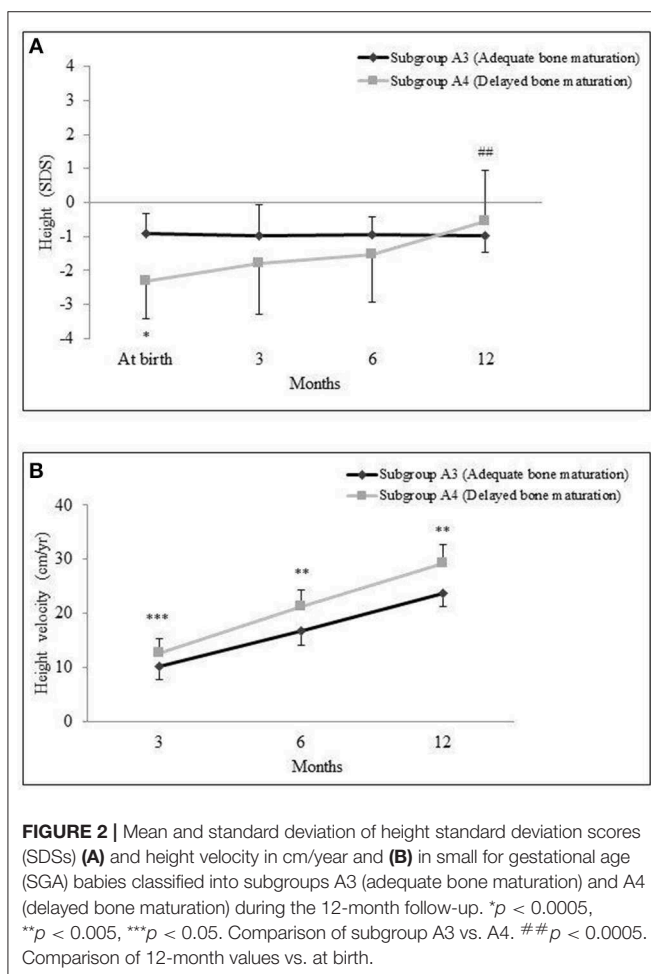 A
Subgroup A3 (Adequate bone maturation)
Subgroup A4 (Delayed bone maturation)
4
3
2
1
0
-1
-2
-3
-4
Height (SDS)
##
*
At birth 3 6 12
Months
B
Subgroup A3 (Adequate bone maturation)
Subgroup A4 (Delayed bone maturation)
40
30
20
10
0
Height velocity (cm/yr)
***
**
**
3 6 12
Months
FIGURE 2 | Mean and standard deviation of height standard deviation scores
(SDSs) (A) and height velocity in cm/year and (B) in small for gestational age
(SGA) babies classified into subgroups A3 (adequate bone maturation) and A4
(delayed bone maturation) during the 12-month follow-up. *p < 0.0005,
**p < 0.005, ***p < 0.05. Comparison of subgroup A3 vs. A4. ##p < 0.0005.
Comparison of 12-month values vs. at birth.